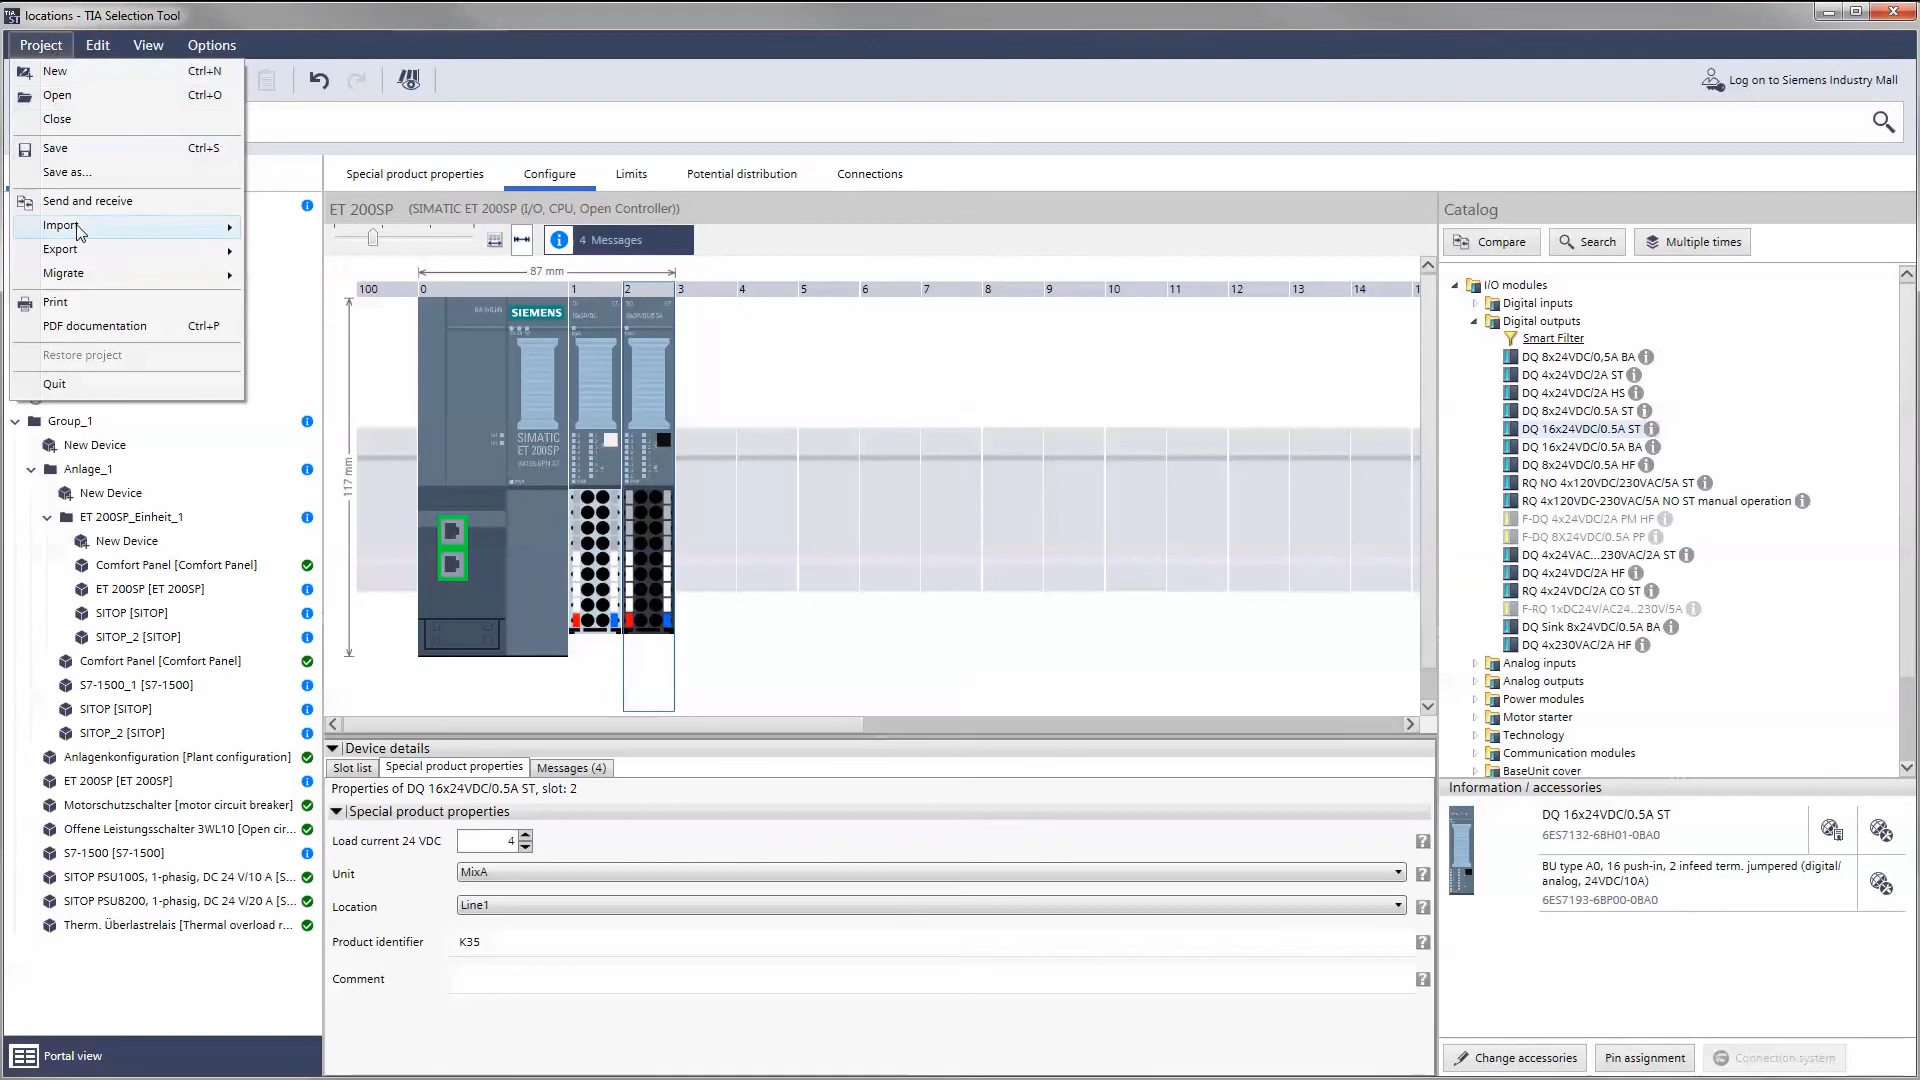 locations - TIA Selection Tool
Project Edit View Options
New Ctrl+N
Open Ctrl+O
Close
Save Ctrl+S
Save as...
Send and receive
Import
Export
Migrate
Print
PDF documentation Ctrl+P
Restore project
Quit
Log on to Siemens Industry Mall
Group_1
New Device
Anlage_1
New Device
ET 200SP_Einheit_1
New Device
Comfort Panel [Comfort Panel]
ET 200SP [ET 200SP]
SITOP [SITOP]
SITOP_2 [SITOP]
Comfort Panel [Comfort Panel]
S7-1500_1 [S7-1500]
SITOP [SITOP]
SITOP_2 [SITOP]
Anlagenkonfiguration [Plant configuration]
ET 200SP [ET 200SP]
Motorschutzschalter [motor circuit breaker]
Offene Leistungsschalter 3WL10 [Open cir...
S7-1500 [S7-1500]
SITOP PSU100S, 1-phasig, DC 24 V/10 A [S...
SITOP PSU8200, 1-phasig, DC 24 V/20 A [S...
Therm. Überlastrelais [Thermal overload r...
Portal view
Special product properties Configure Limits Potential distribution Connections
ET 200SP (SIMATIC ET 200SP (I/O, CPU, Open Controller))
4 Messages
87 mm
100 0 1 2 3 4 5 6 7 8 9 10 11 12 13 14
117 mm
SIEMENS
SIMATIC
ET 200SP
Device details
Slot list Special product properties Messages (4)
Properties of DQ 16x24VDC/0.5A ST, slot: 2
Special product properties
Load current 24 VDC 4
Unit MixA
Location Line1
Product identifier K35
Comment
Catalog
Compare Search Multiple times
I/O modules
Digital inputs
Digital outputs
Smart Filter
DQ 8x24VDC/0,5A BA
DQ 4x24VDC/2A ST
DQ 4x24VDC/2A HS
DQ 8x24VDC/0.5A ST
DQ 16x24VDC/0.5A ST
DQ 16x24VDC/0.5A BA
DQ 8x24VDC/0.5A HF
RQ NO 4x120VDC/230VAC/5A ST
RQ 4x120VDC-230VAC/5A NO ST manual operation
F-DQ 4x24VDC/2A PM HF
F-DQ 8X24VDC/0.5A PP
DQ 4x24VAC...230VAC/2A ST
DQ 4x24VDC/2A HF
RQ 4x24VDC/2A CO ST
F-RQ 1xDC24V/AC24..230V/5A
DQ Sink 8x24VDC/0.5A BA
DQ 4x230VAC/2A HF
Analog inputs
Analog outputs
Power modules
Motor starter
Technology
Communication modules
BaseUnit cover
Information / accessories
DQ 16x24VDC/0.5A ST
6ES7132-6BH01-0BA0
BU type A0, 16 push-in, 2 infeed term. jumpered (digital/
analog, 24VDC/10A)
6ES7193-6BP00-0BA0
Change accessories Pin assignment Connection system